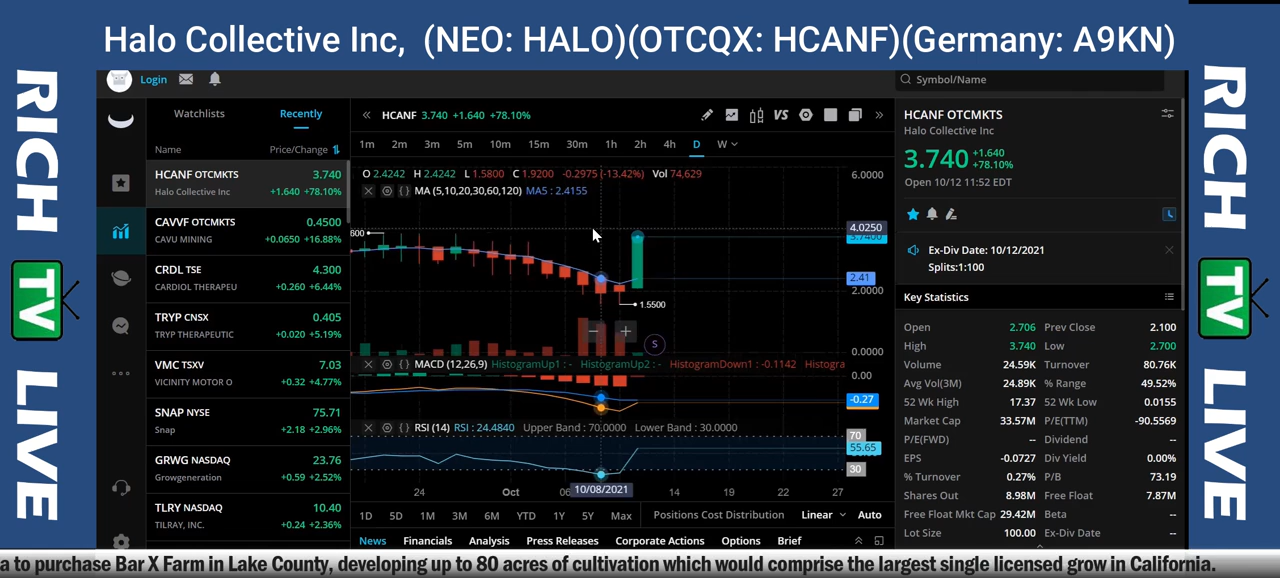 Halo Collective Inc, (NEO: HALO)(OTCQX: HCANF)(Germany: A9KN)
RICH
TV
LIVE
Login
Watchlists Recently
Name Price/Change
HCANF OTCMKTS 3.740
Halo Collective Inc +1.640 +78.10%
CAVVF OTCMKTS 0.4500
CAVU MINING +0.0650 +16.88%
CRDL TSE 4.300
CARDIOL THERAPEU +0.260 +6.44%
TRYP CNSX 0.405
TRYP THERAPEUTIC +0.020 +5.19%
VMC TSXV 7.03
VICINITY MOTOR O +0.32 +4.77%
SNAP NYSE 75.71
Snap +2.18 +2.96%
GRWG NASDAQ 23.76
Growgeneration +0.59 +2.52%
TLRY NASDAQ 10.40
TILRAY, INC. +0.24 +2.36%
HCANF 3.740 +1.640 +78.10%
VS
1m 2m 3m 5m 10m 15m 30m 1h 2h 4h D W
O 2.4242 H 2.4242 L 1.5800 C 1.9200 -0.2975 (-13.42%) Vol 74,629
MA (5,10,20,30,60,120) MA5 : 2.4155
6.0000
4.0250
3.7400
2.41
2.0000
0.0000
600
1.5500
S
MACD (12,26,9) HistogramUp1 : - HistogramUp2 : - HistogramDown1 : -0.1142 Histogra
0.00
-0.27
RSI (14) RSI : 24.4840 Upper Band : 70.0000 Lower Band : 30.0000
70
55.65
30
24 Oct 06 10/08/2021 14 19 22 27
1D 5D 1M 3M 6M YTD 1Y 5Y Max Positions Cost Distribution Linear Auto
News Financials Analysis Press Releases Corporate Actions Options Brief
Symbol/Name
HCANF OTCMKTS
Halo Collective Inc
3.740 +1.640
+78.10%
Open 10/12 11:52 EDT
Ex-Div Date: 10/12/2021
Splits:1:100
Key Statistics
Open 2.706 Prev Close 2.100
High 3.740 Low 2.700
Volume 24.59K Turnover 80.76K
Avg Vol(3M) 24.89K % Range 49.52%
52 Wk High 17.37 52 Wk Low 0.0155
Market Cap 33.57M P/E(TTM) -90.5569
P/E(FWD) -- Dividend --
EPS -0.0727 Div Yield 0.00%
% Turnover 0.27% P/B 73.19
Shares Out 8.98M Free Float 7.87M
Free Float Mkt Cap 29.42M Beta --
Lot Size 100.00 Ex-Div Date --
RICH
TV
LIVE
a to purchase Bar X Farm in Lake County, developing up to 80 acres of cultivation which would comprise the largest single licensed grow in California.